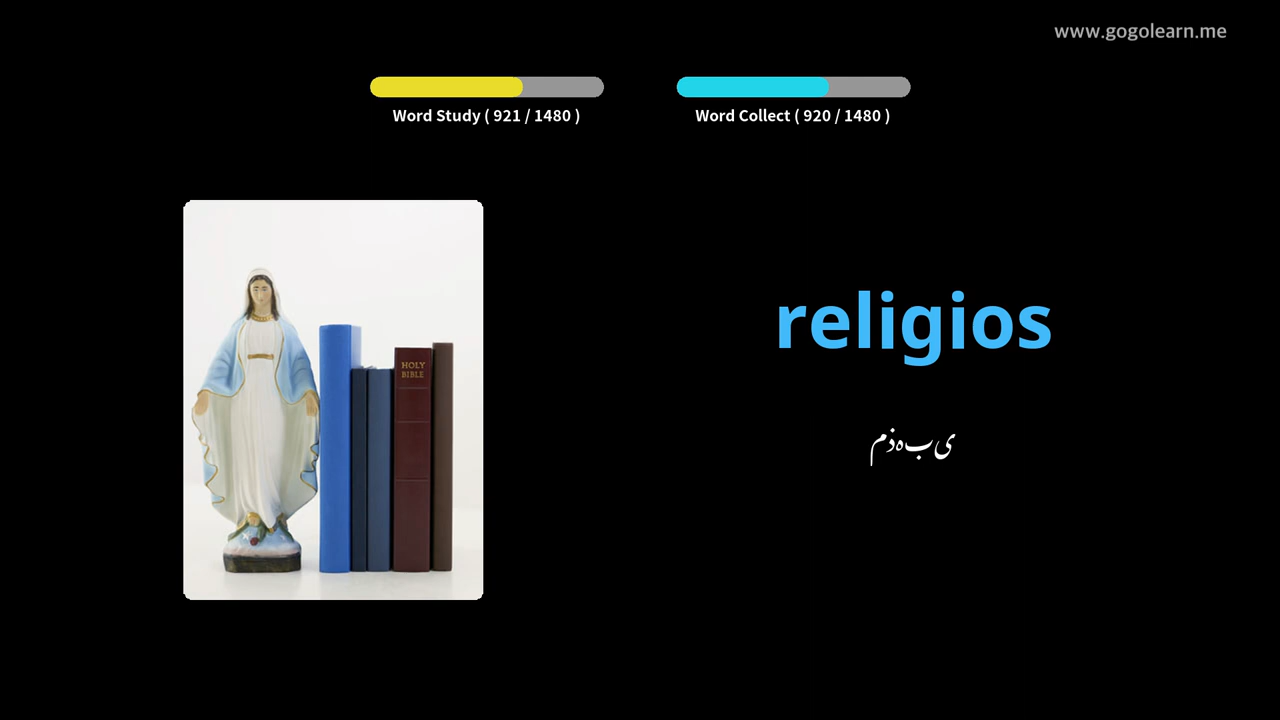 www.gogolearn.me
Word Study ( 921 / 1480 )
Word Collect ( 920 / 1480 )
HOLY
BIBLE
religios
مذہبی